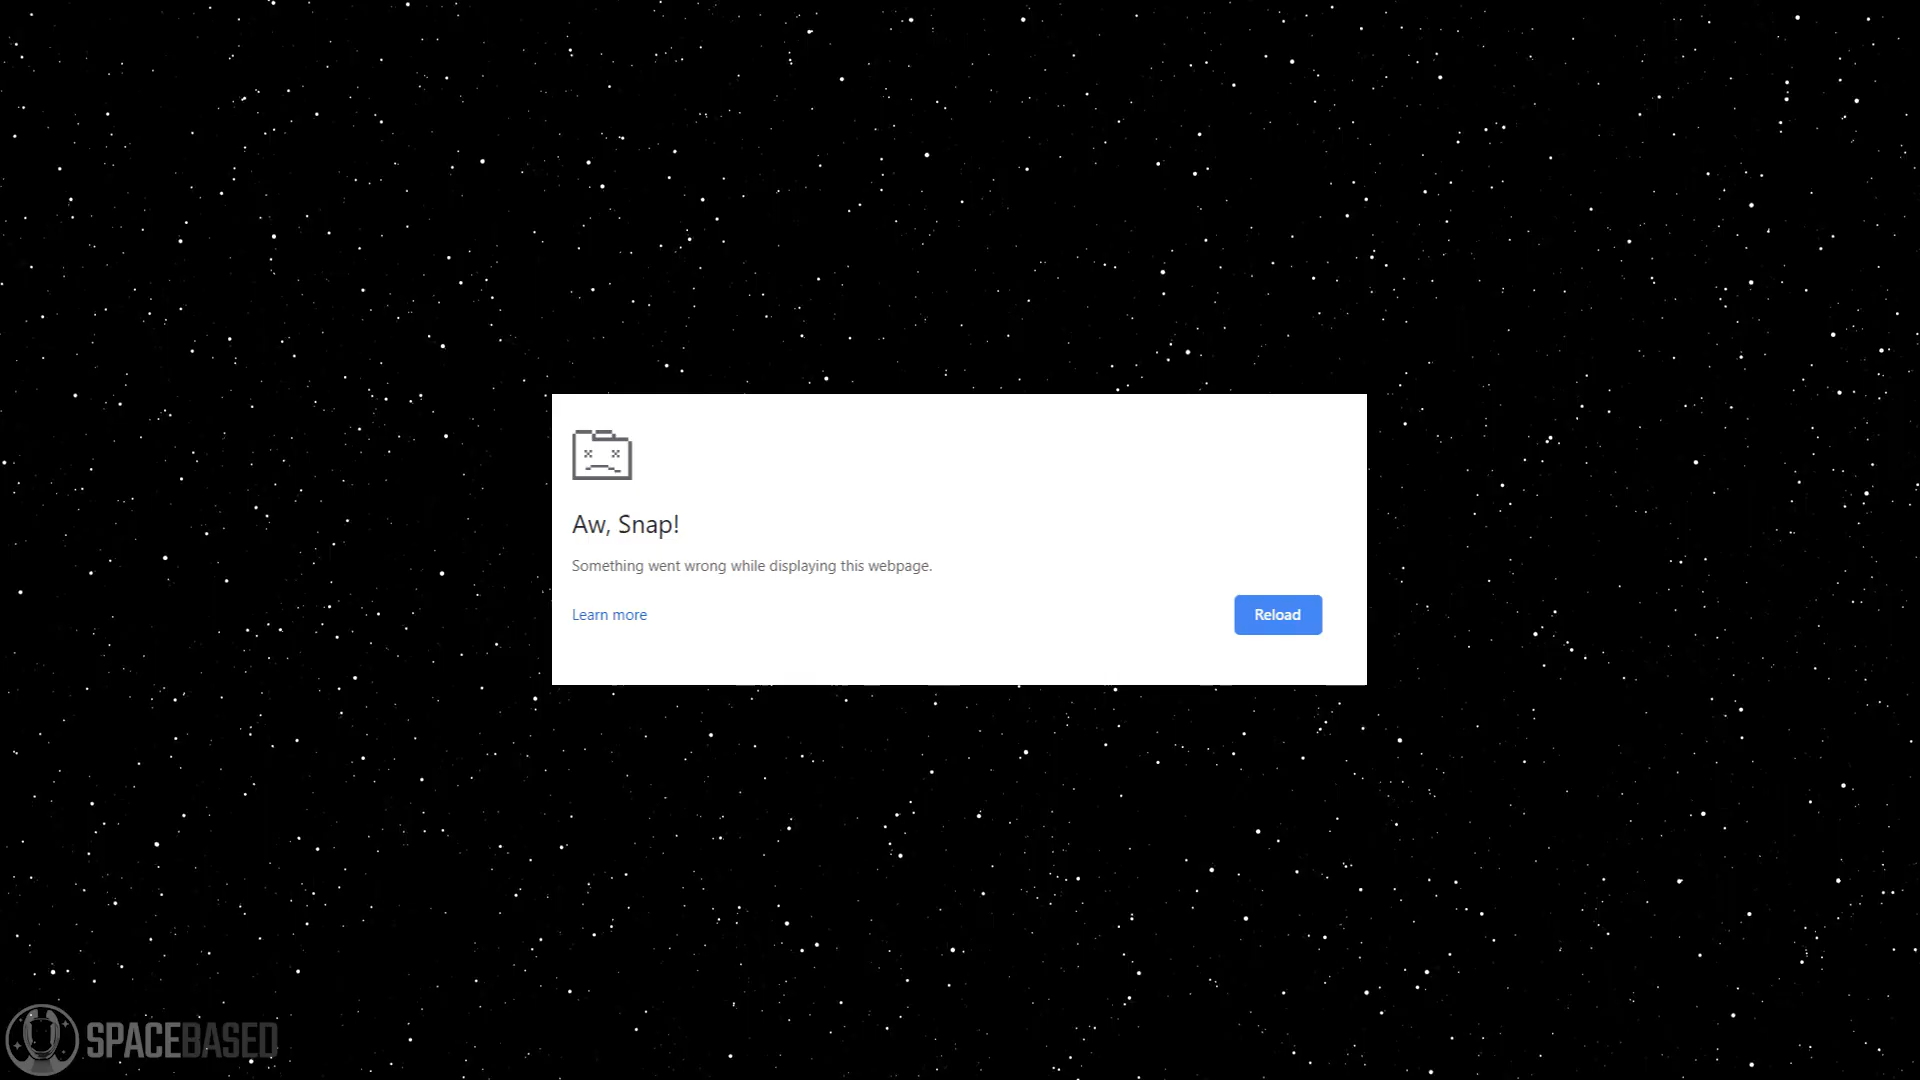 Aw, Snap!
Something went wrong while displaying this webpage.
Learn more
Reload
SPACEBASED